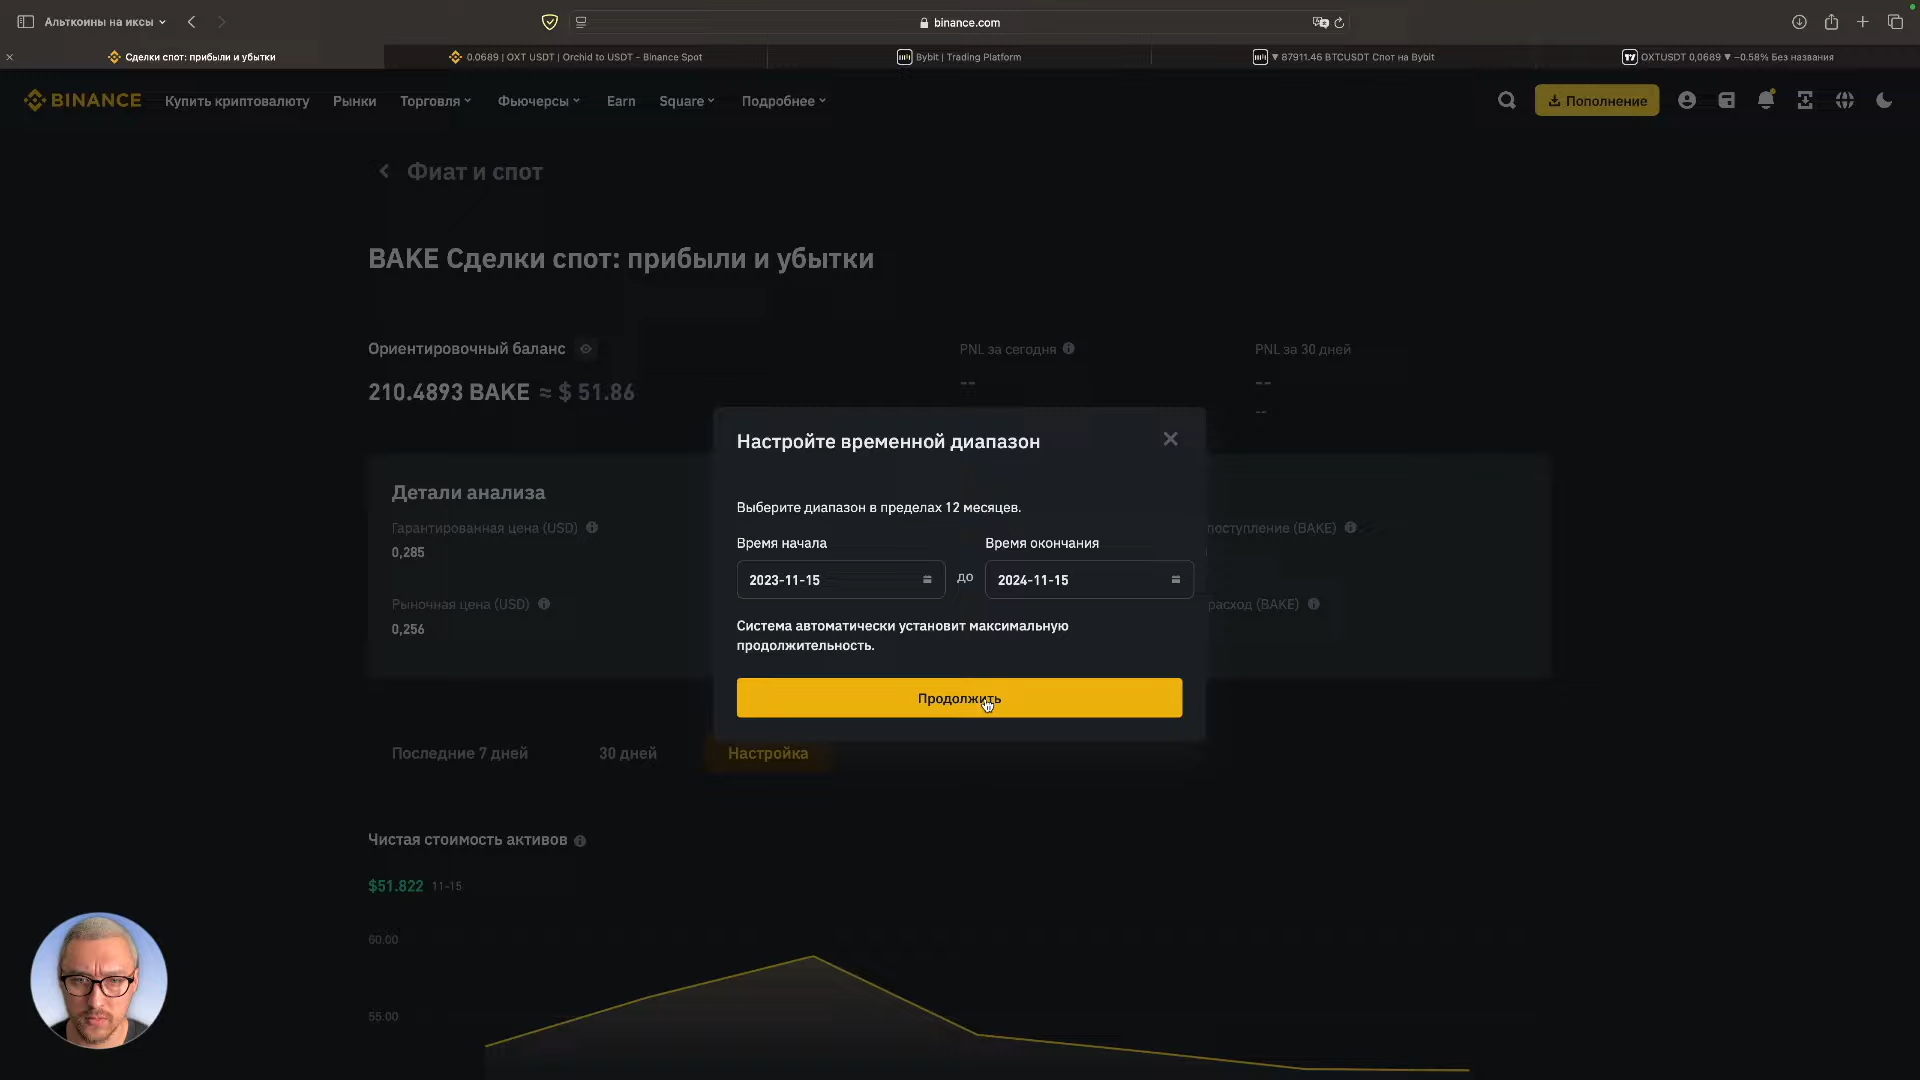 Альткоины на иксы
binance.com
Сделки спот: прибыли и убытки
0.0689 | OXT USDT | Orchid to USDT - Binance Spot
Bybit | Trading Platform
▼ 87911.46 BTCUSDT Спот на Bybit
OXTUSDT 0,0689 ▼ −0.58% Без названия
BINANCE
Купить криптовалюту
Рынки
Торговля
Фьючерсы
Earn
Square
Подробнее
Пополнение
Фиат и спот
BAKE Сделки спот: прибыли и убытки
Ориентировочный баланс
PNL за сегодня
PNL за 30 дней
210.4893 BAKE ≈ $ 51.86
--
--
--
Настройте временной диапазон
Детали анализа
Выберите диапазон в пределах 12 месяцев.
Гарантированная цена (USD)
поступление (BAKE)
Время начала
Время окончания
0,285
2023-11-15
до
2024-11-15
Рыночная цена (USD)
расход (BAKE)
0,256
Система автоматически установит максимальную
продолжительность.
Продолжить
Последние 7 дней
30 дней
Настройка
Чистая стоимость активов
$51.822 11-15
60.00
55.00